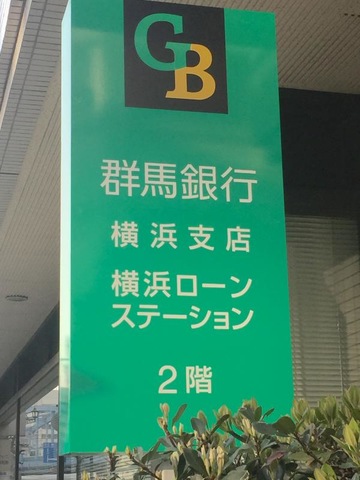 GB
群馬銀行
横浜支店
横浜ローン
ステーション
2階